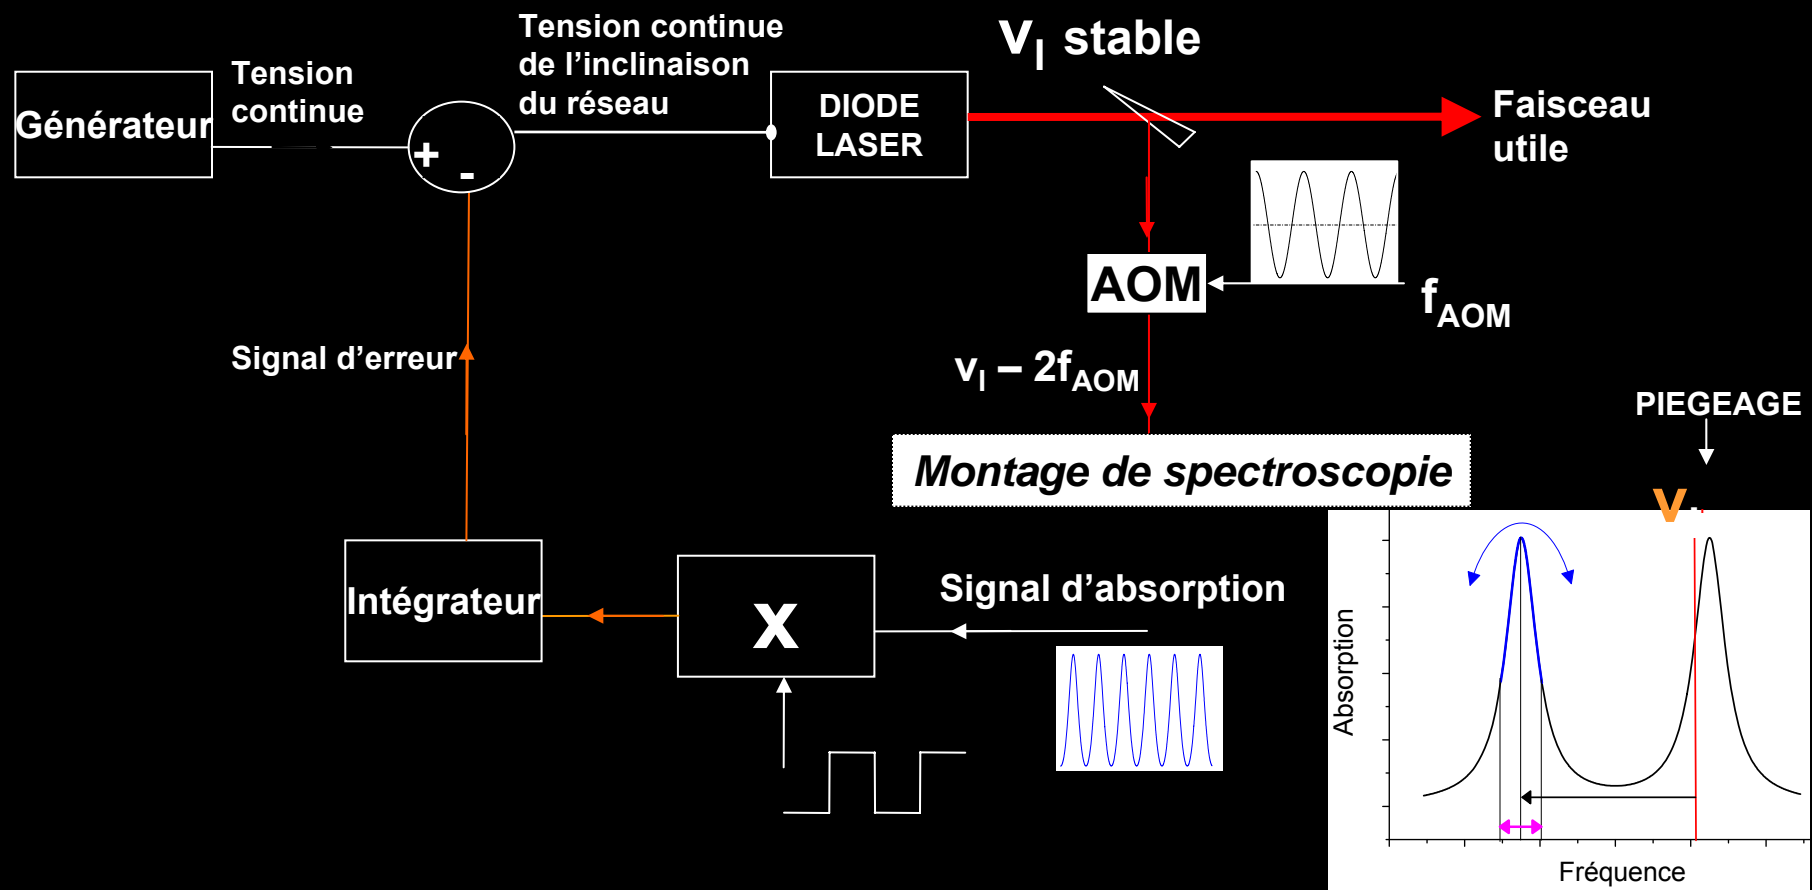 Générateur
Tension
continue
+
-
Tension continue
de l’inclinaison
du réseau
DIODE
LASER
νl stable
Faisceau
utile
AOM
fAOM
νl – 2fAOM
Signal d’erreur
Montage de spectroscopie
PIEGEAGE
Intégrateur
X
Signal d’absorption
Absorption
Fréquence